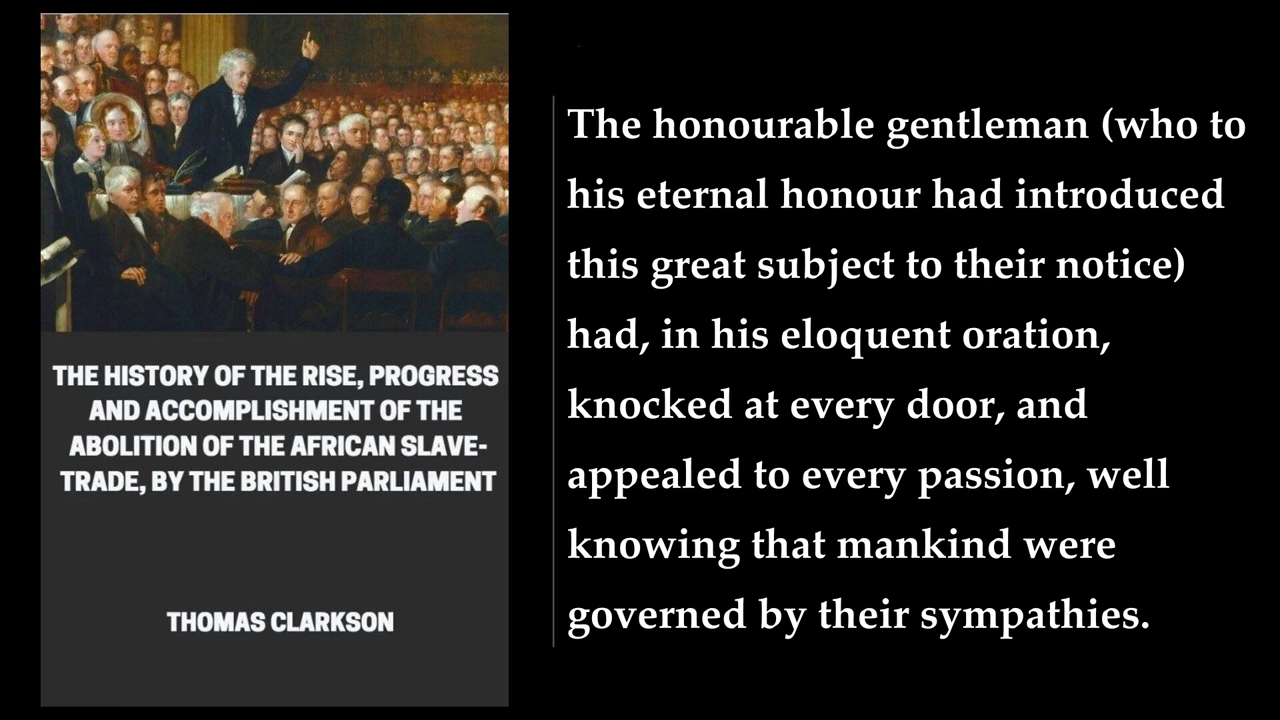 THE HISTORY OF THE RISE, PROGRESS
AND ACCOMPLISHMENT OF THE
ABOLITION OF THE AFRICAN SLAVE-
TRADE, BY THE BRITISH PARLIAMENT
THOMAS CLARKSON
The honourable gentleman (who to
his eternal honour had introduced
this great subject to their notice)
had, in his eloquent oration,
knocked at every door, and
appealed to every passion, well
knowing that mankind were
governed by their sympathies.